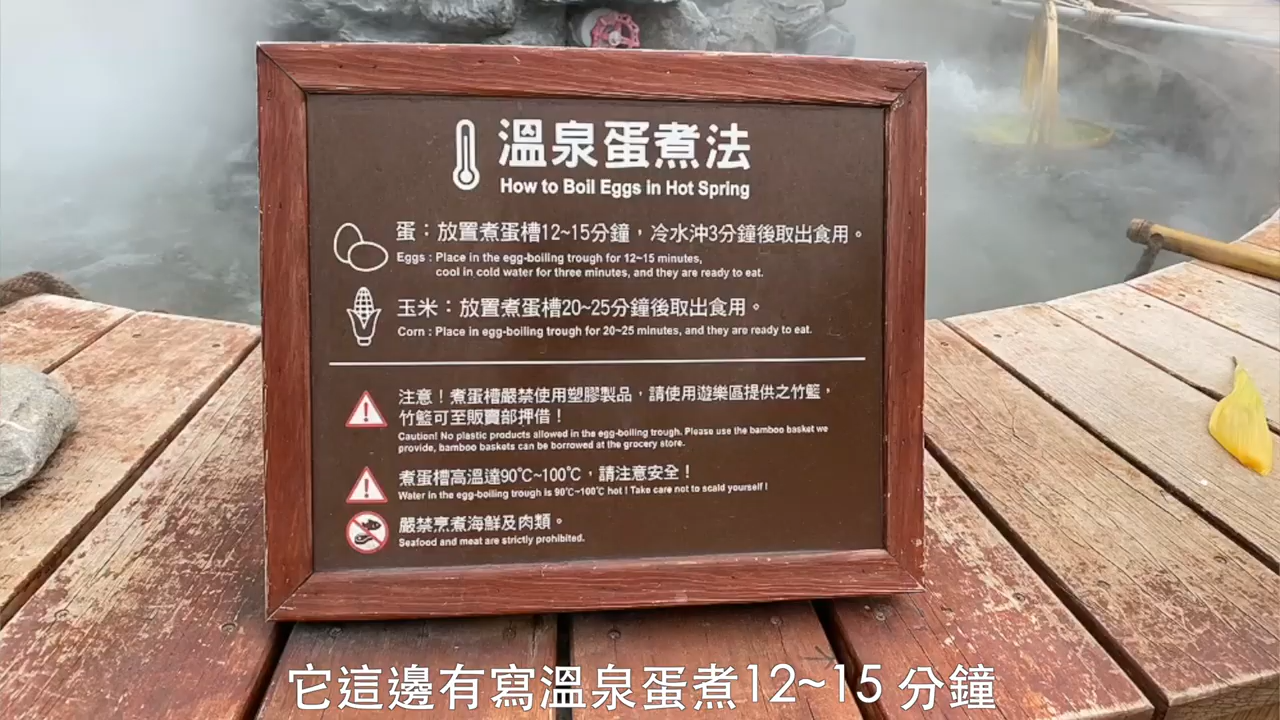 溫泉蛋煮法
How to Boil Eggs in Hot Spring
蛋：放置煮蛋槽12~15分鐘，冷水沖3分鐘後取出食用。
Eggs : Place in the egg-boiling trough for 12~15 minutes,
cool in cold water for three minutes, and they are ready to eat.
玉米：放置煮蛋槽20~25分鐘後取出食用。
Corn : Place in egg-boiling trough for 20~25 minutes, and they are ready to eat.
注意！煮蛋槽嚴禁使用塑膠製品，請使用遊樂區提供之竹籃，
竹籃可至販賣部押借！
Caution! No plastic products allowed in the egg-boiling trough. Please use the bamboo basket we
provide, bamboo baskets can be borrowed at the grocery store.
煮蛋槽高溫達90℃~100℃，請注意安全！
Water in the egg-boiling trough is 90℃~100℃ hot ! Take care not to scald yourself !
嚴禁烹煮海鮮及肉類。
Seafood and meat are strictly prohibited.
它這邊有寫溫泉蛋煮12~15分鐘